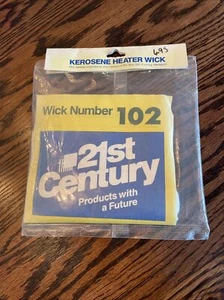 6.95
KEROSENE HEATER WICK
Wick Number 102
21st
Century
Products with
a Future